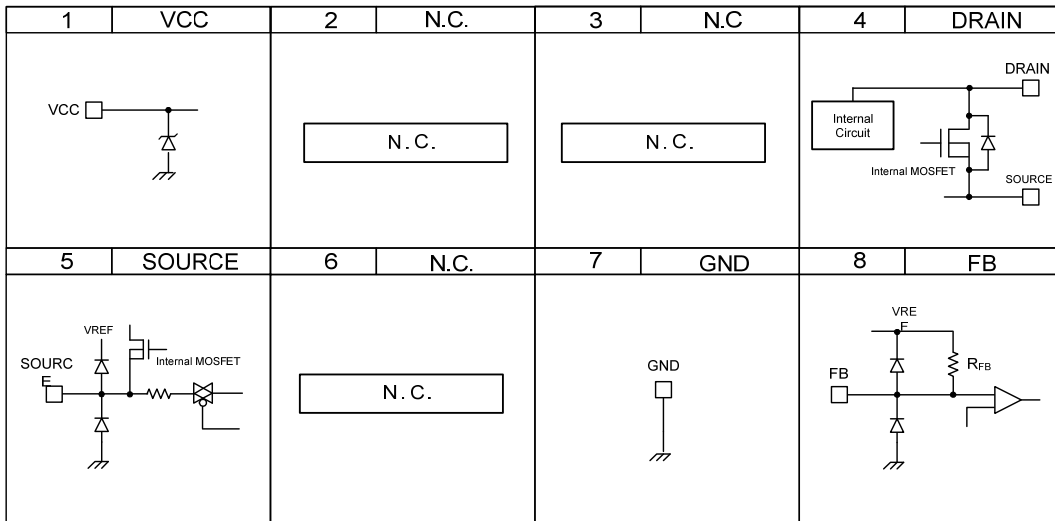 1 VCC 2 N.C. 3 N.C 4 DRAIN
VCC
N. C.
N. C.
DRAIN
Internal
Circuit
Internal MOSFET
SOURCE
5 SOURCE 6 N.C. 7 GND 8 FB
VREF
Internal MOSFET
SOURC
E
N. C.
GND
VRE
F
RFB
FB